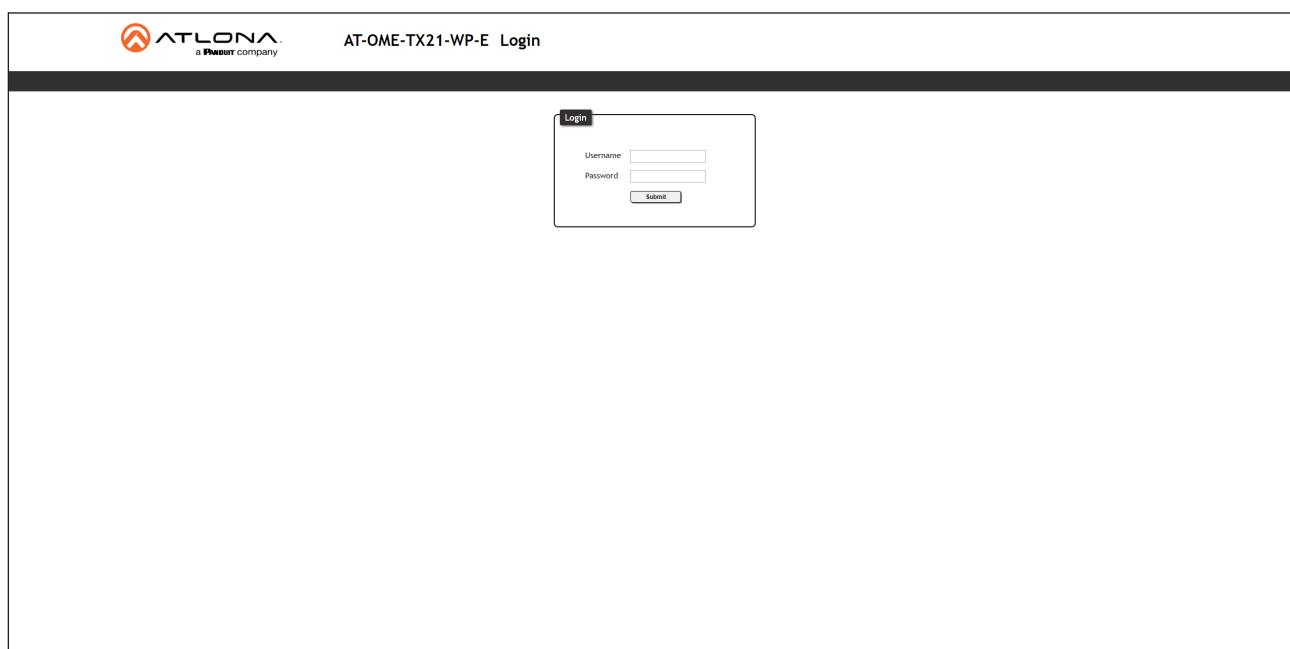 ATLONA.
a PANDUIT company
AT-OME-TX21-WP-E Login
Login
Username
Password
Submit